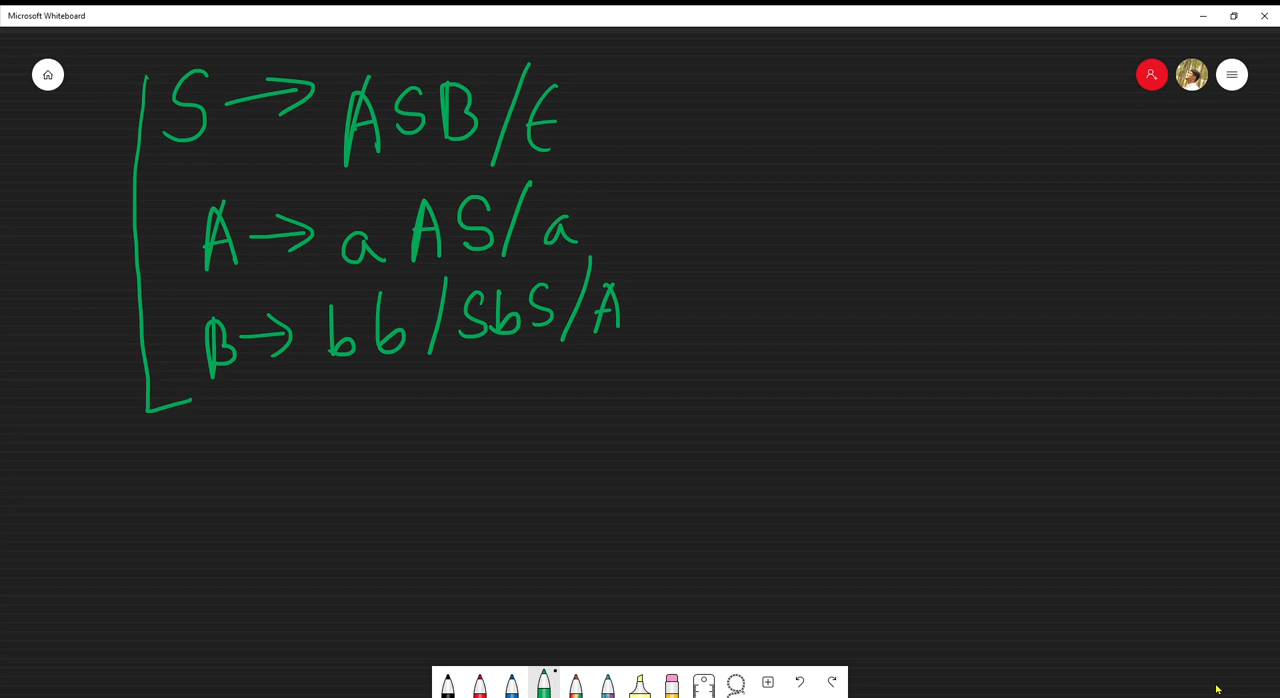 Microsoft Whiteboard
S → ASB/ϵ
A → aAS/a
B → bb/SbS/A